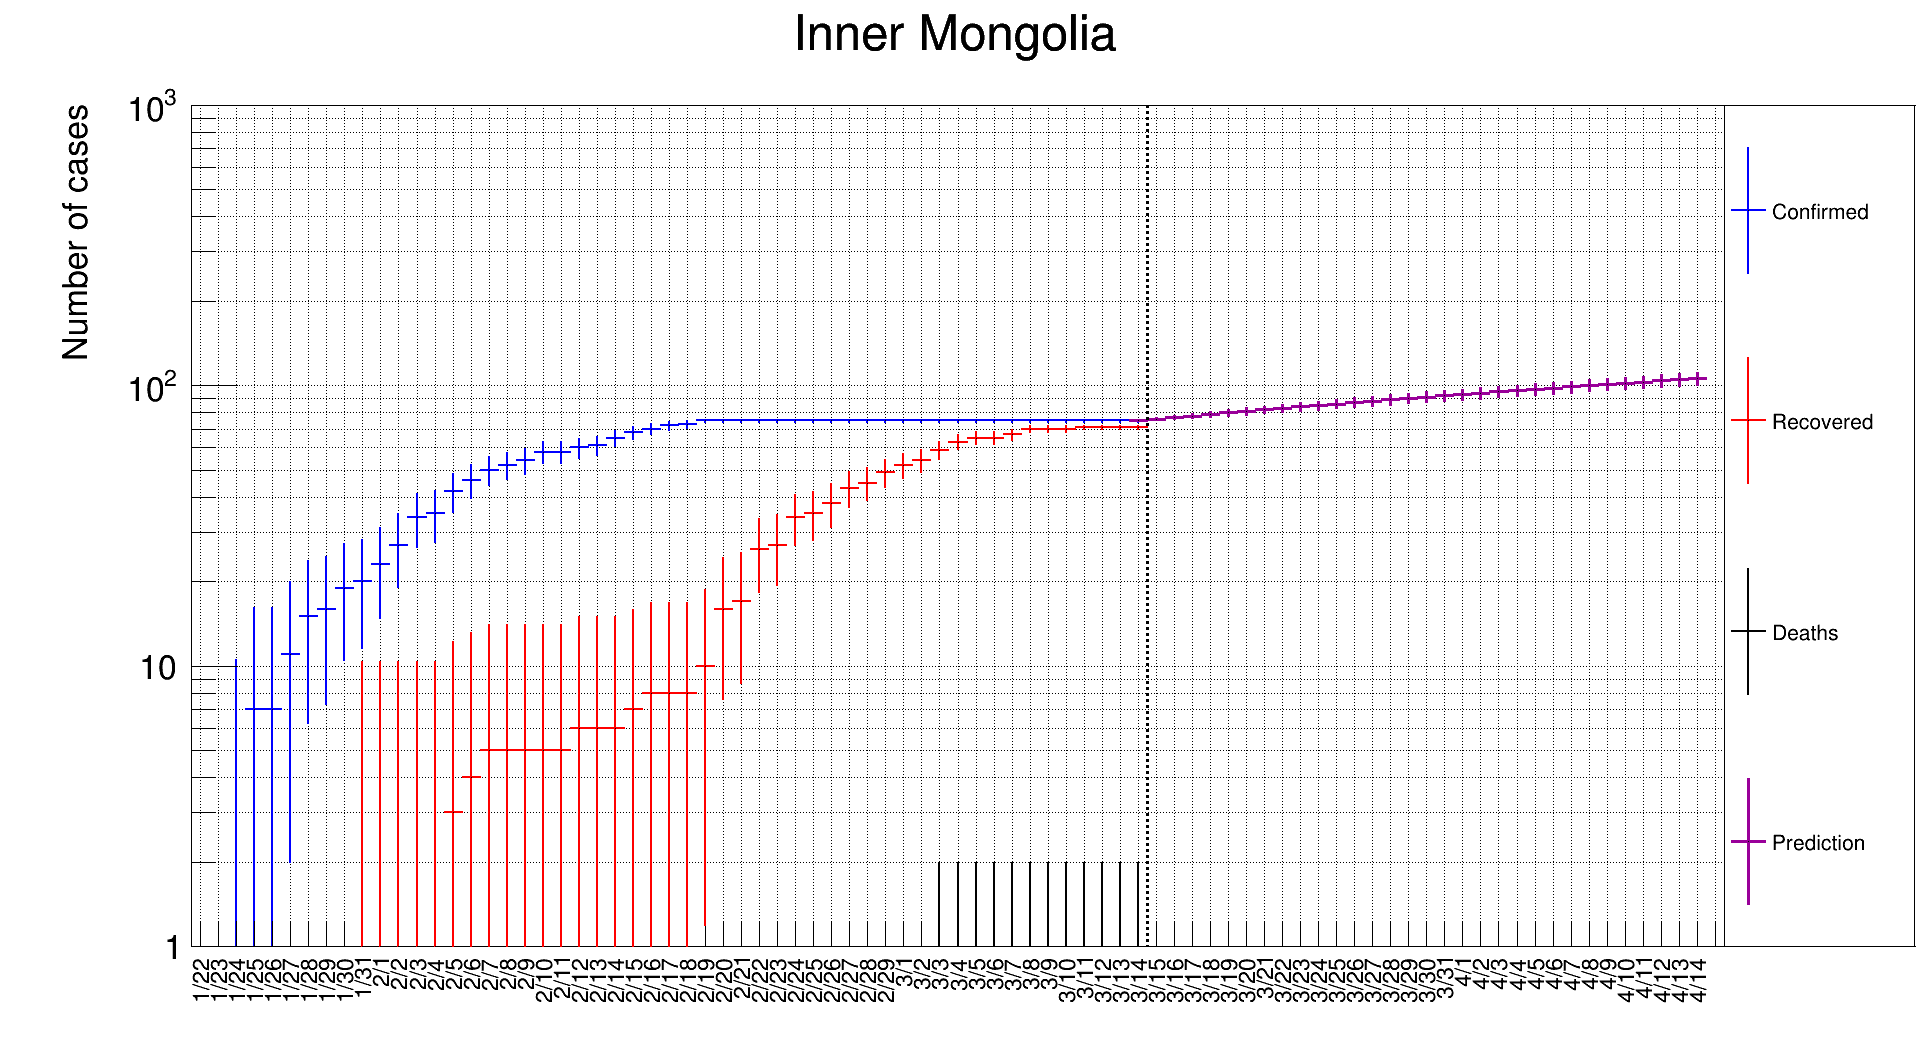 Inner Mongolia
Number of cases
10³
10²
10
1
1/22 1/23 1/24 1/25 1/26 1/27 1/28 1/29 1/30 1/31 2/1 2/2 2/3 2/4 2/5 2/6 2/7 2/8 2/9 2/10 2/11 2/12 2/13 2/14 2/15 2/16 2/17 2/18 2/19 2/20 2/21 2/22 2/23 2/24 2/25 2/26 2/27 2/28 2/29 3/1 3/2 3/3 3/4 3/5 3/6 3/7 3/8 3/9 3/10 3/11 3/12 3/13 3/14 3/15 3/16 3/17 3/18 3/19 3/20 3/21 3/22 3/23 3/24 3/25 3/26 3/27 3/28 3/29 3/30 3/31 4/1 4/2 4/3 4/4 4/5 4/6 4/7 4/8 4/9 4/10 4/11 4/12 4/13 4/14
Confirmed
Recovered
Deaths
Prediction